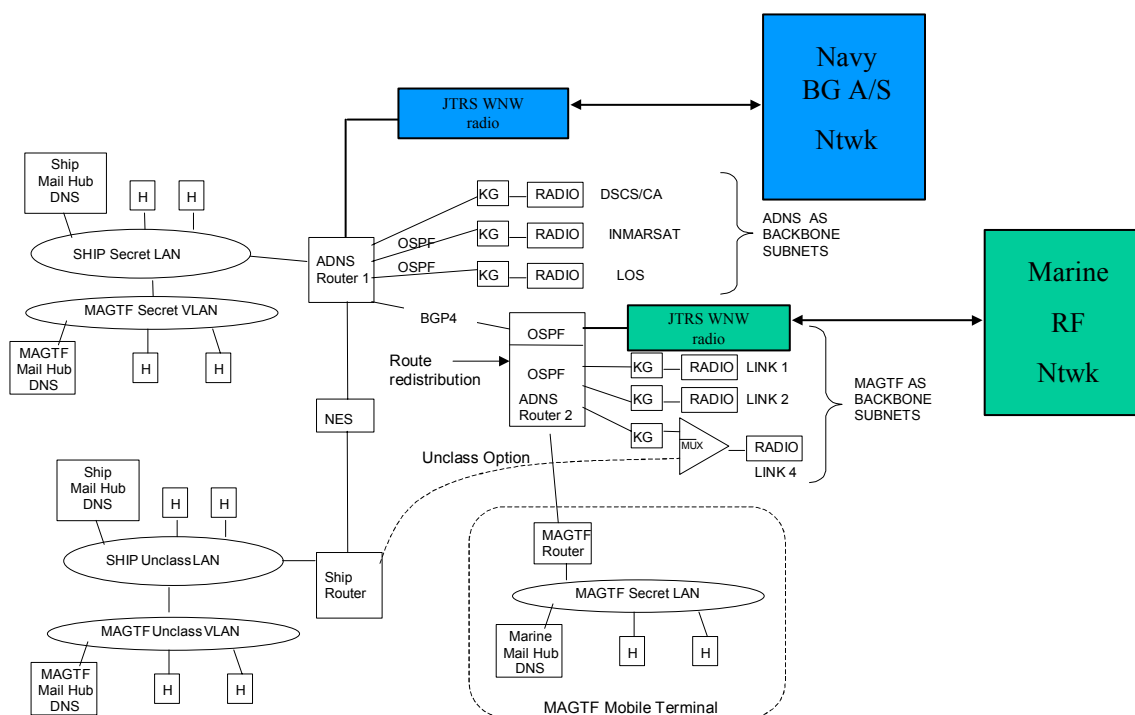 Navy
BG A/S
Ntwk
JTRS WNW
radio
Ship
Mail Hub
DNS
H
H
KG
RADIO
DSCS/CA
OSPF
KG
RADIO
INMARSAT
ADNS AS
BACKBONE
SUBNETS
SHIP Secret LAN
ADNS
Router 1
OSPF
KG
RADIO
LOS
Marine
RF
Ntwk
MAGTF Secret VLAN
BGP4
OSPF
JTRS WNW
radio
MAGTF
Mail Hub
DNS
H
H
Route
redistribution
OSPF
ADNS
Router 2
KG
RADIO
LINK 1
KG
RADIO
LINK 2
MAGTF AS
BACKBONE
SUBNETS
NES
KG
MUX
RADIO
LINK 4
Unclass Option
Ship
Mail Hub
DNS
H
H
SHIP Unclass LAN
Ship
Router
MAGTF
Router
MAGTF Secret LAN
MAGTF Unclass VLAN
Marine
Mail Hub
DNS
H
H
MAGTF
Mail Hub
DNS
H
H
MAGTF Mobile Terminal